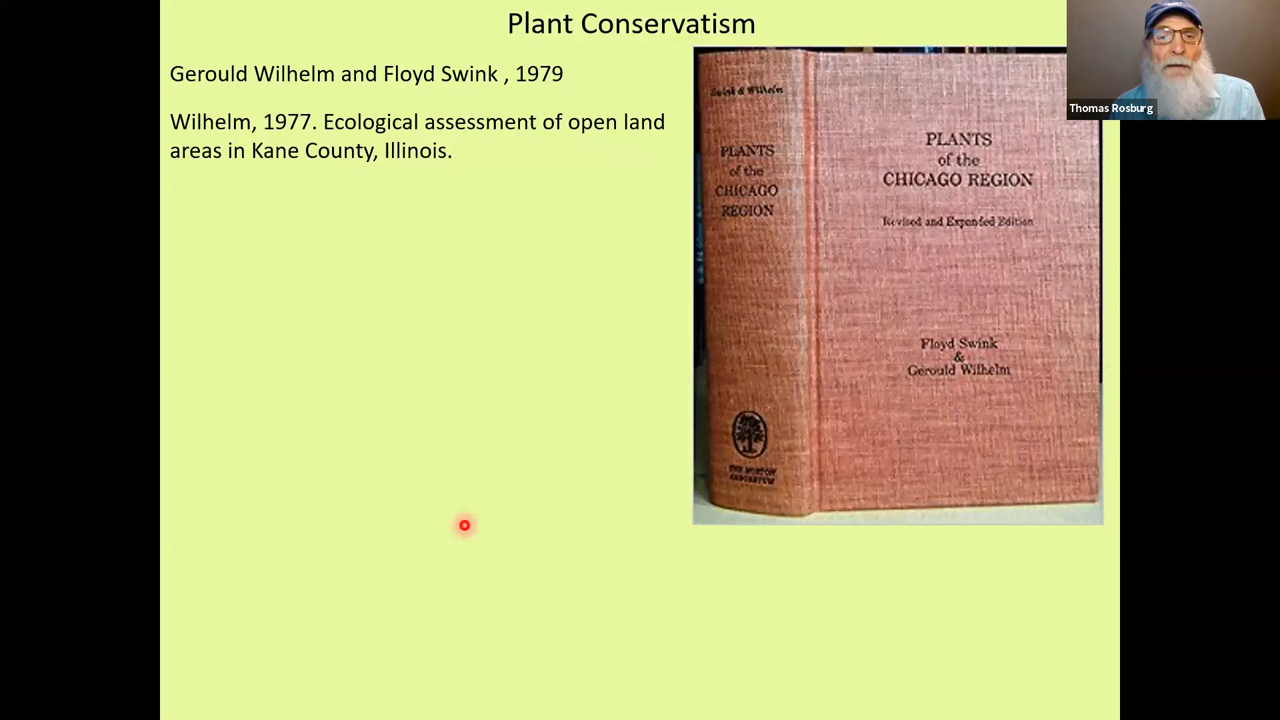 Plant Conservatism
Gerould Wilhelm and Floyd Swink , 1979
Wilhelm, 1977. Ecological assessment of open land
areas in Kane County, Illinois.
Swink & Wilhelm
PLANTS
of the
CHICAGO
REGION
THE MORTON
ARBORETUM
PLANTS
of the
CHICAGO REGION
Revised and Expanded Edition
Floyd Swink
&
Gerould Wilhelm
Thomas Rosburg